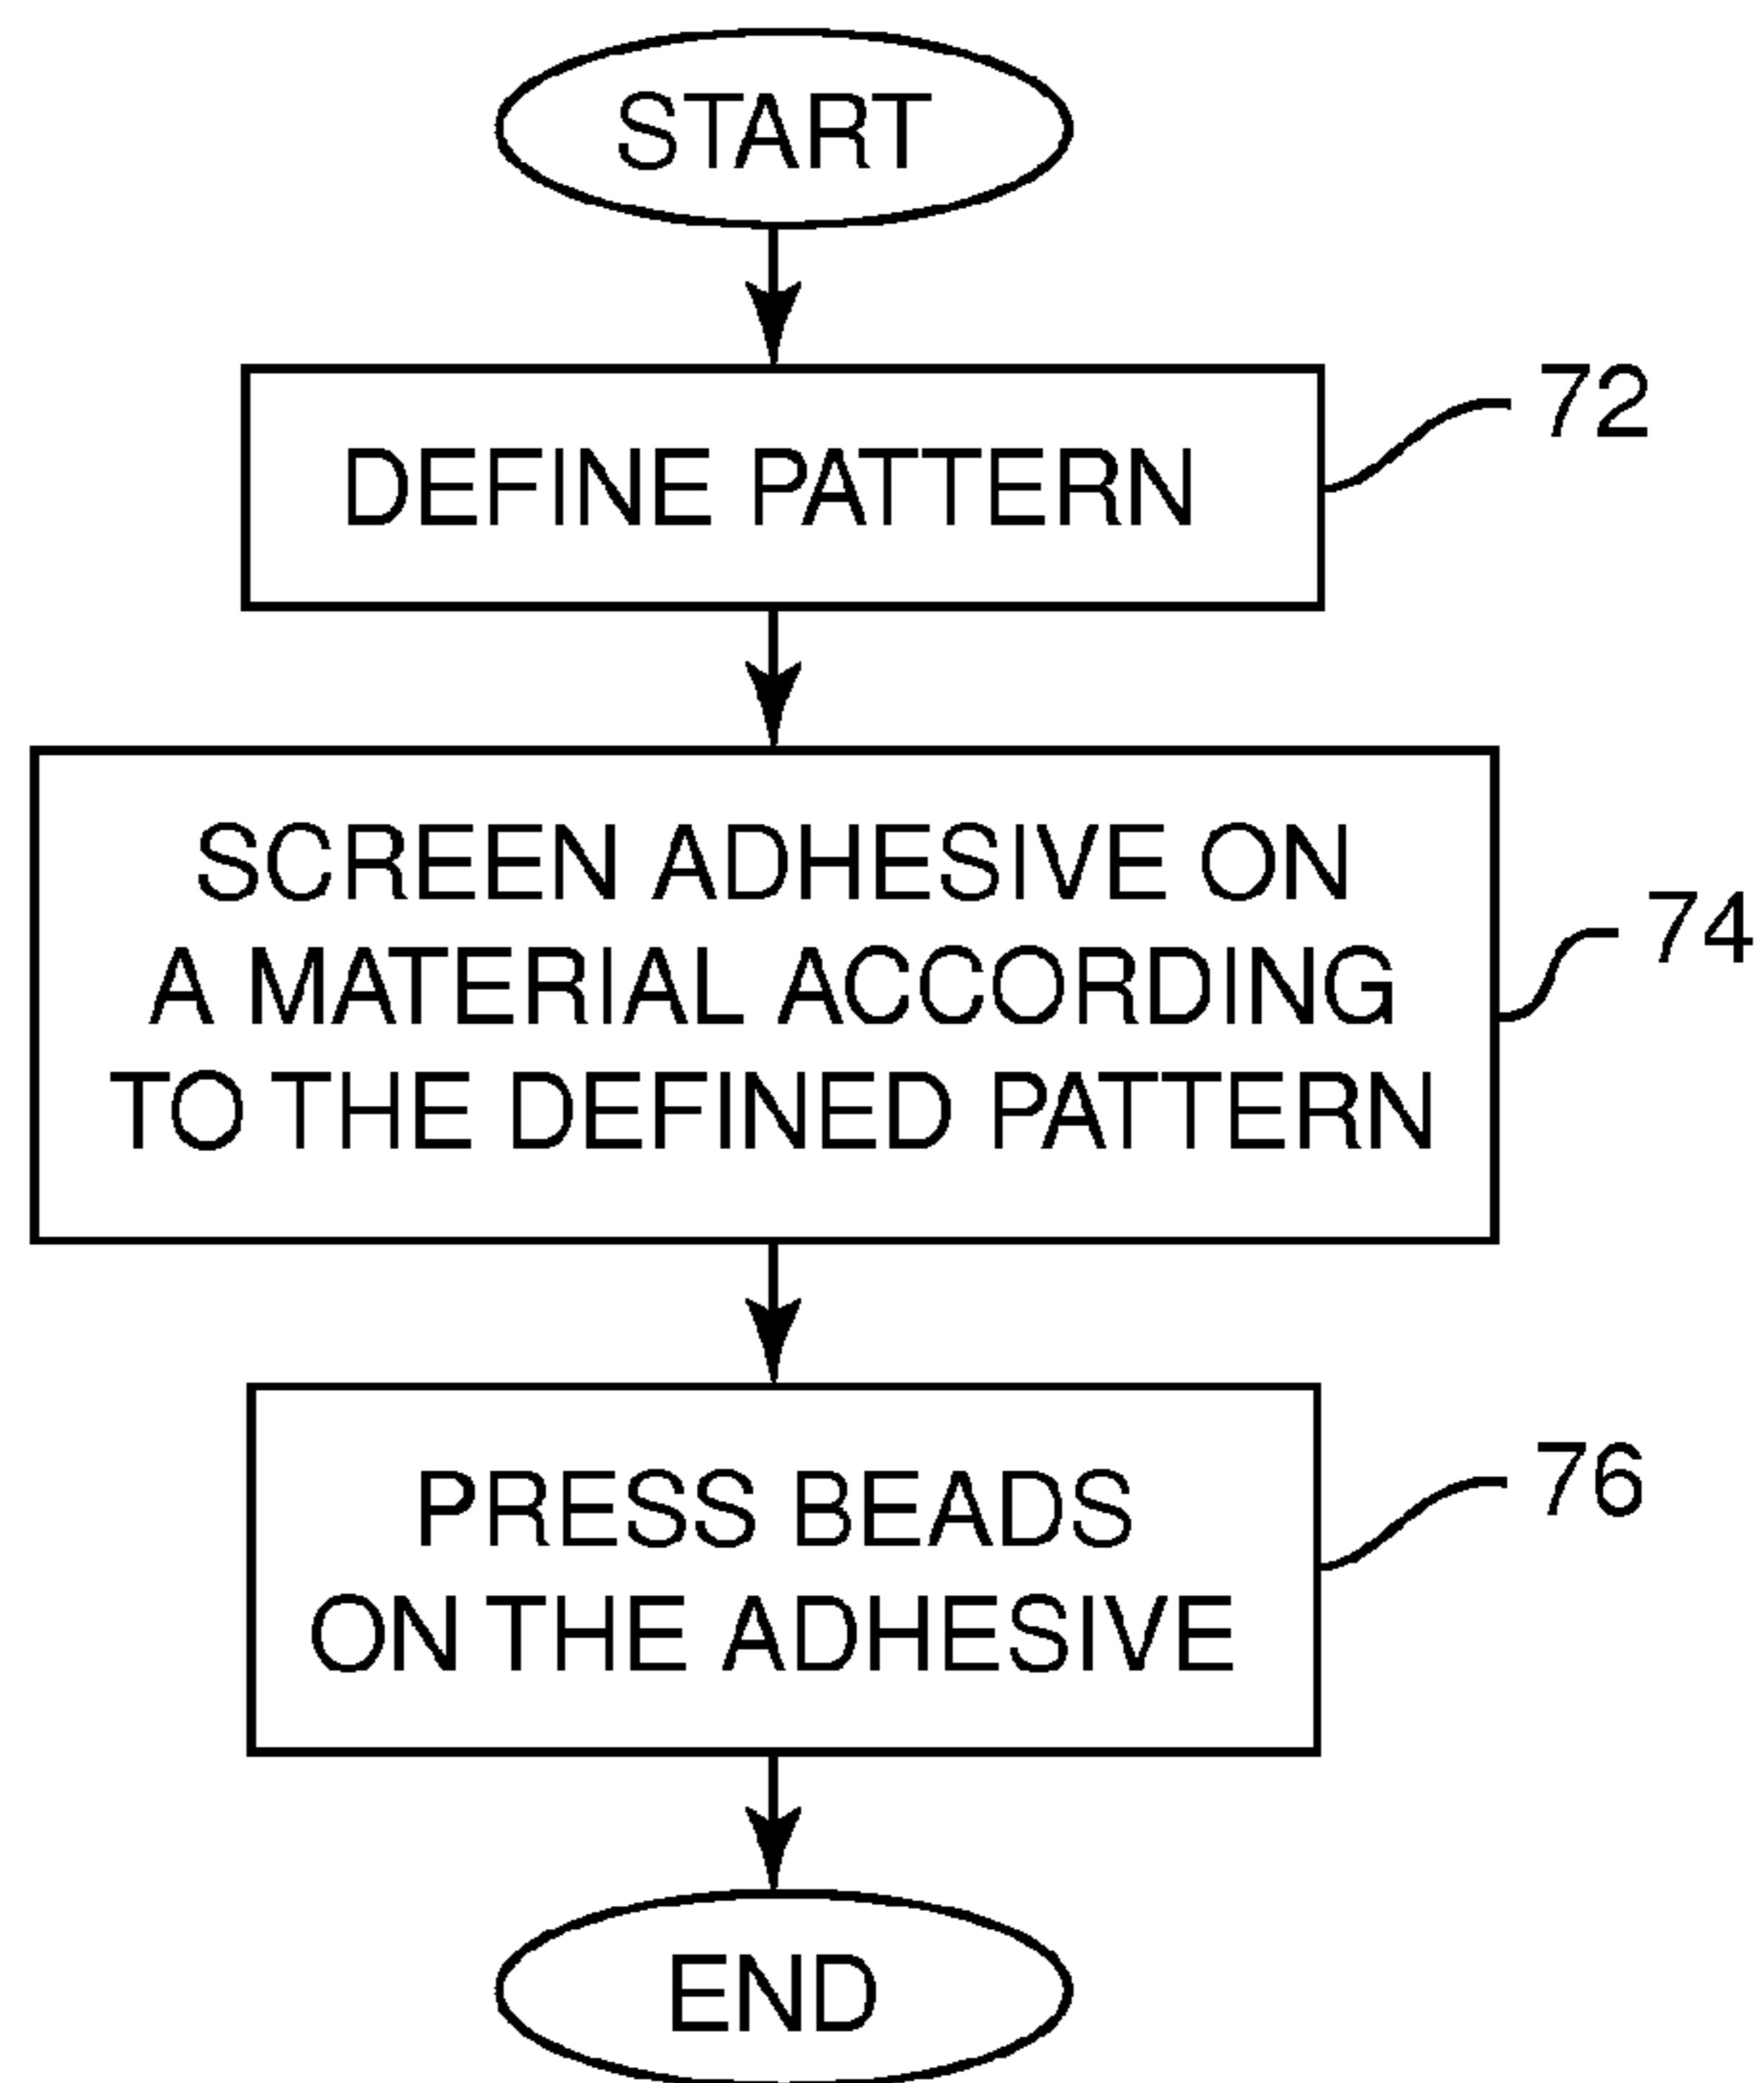 START
DEFINE PATTERN
72
SCREEN ADHESIVE ON
A MATERIAL ACCORDING
TO THE DEFINED PATTERN
74
PRESS BEADS
ON THE ADHESIVE
76
END